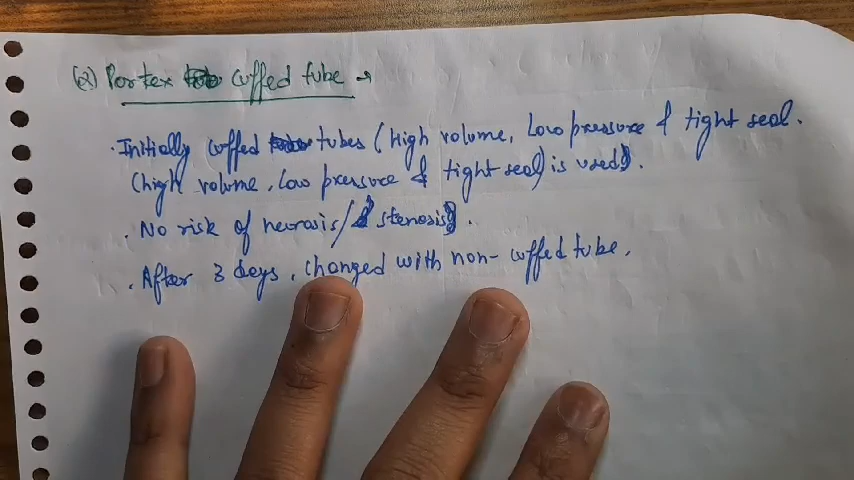 (2) Portex cuffed tube →
· Initially cuffed tubes (High volume, Low pressure & tight seal.
(high volume, Low pressure & tight seal) is used).
. No risk of necrosis/ stenosis.
. After 3 days, changed with non-cuffed tube.